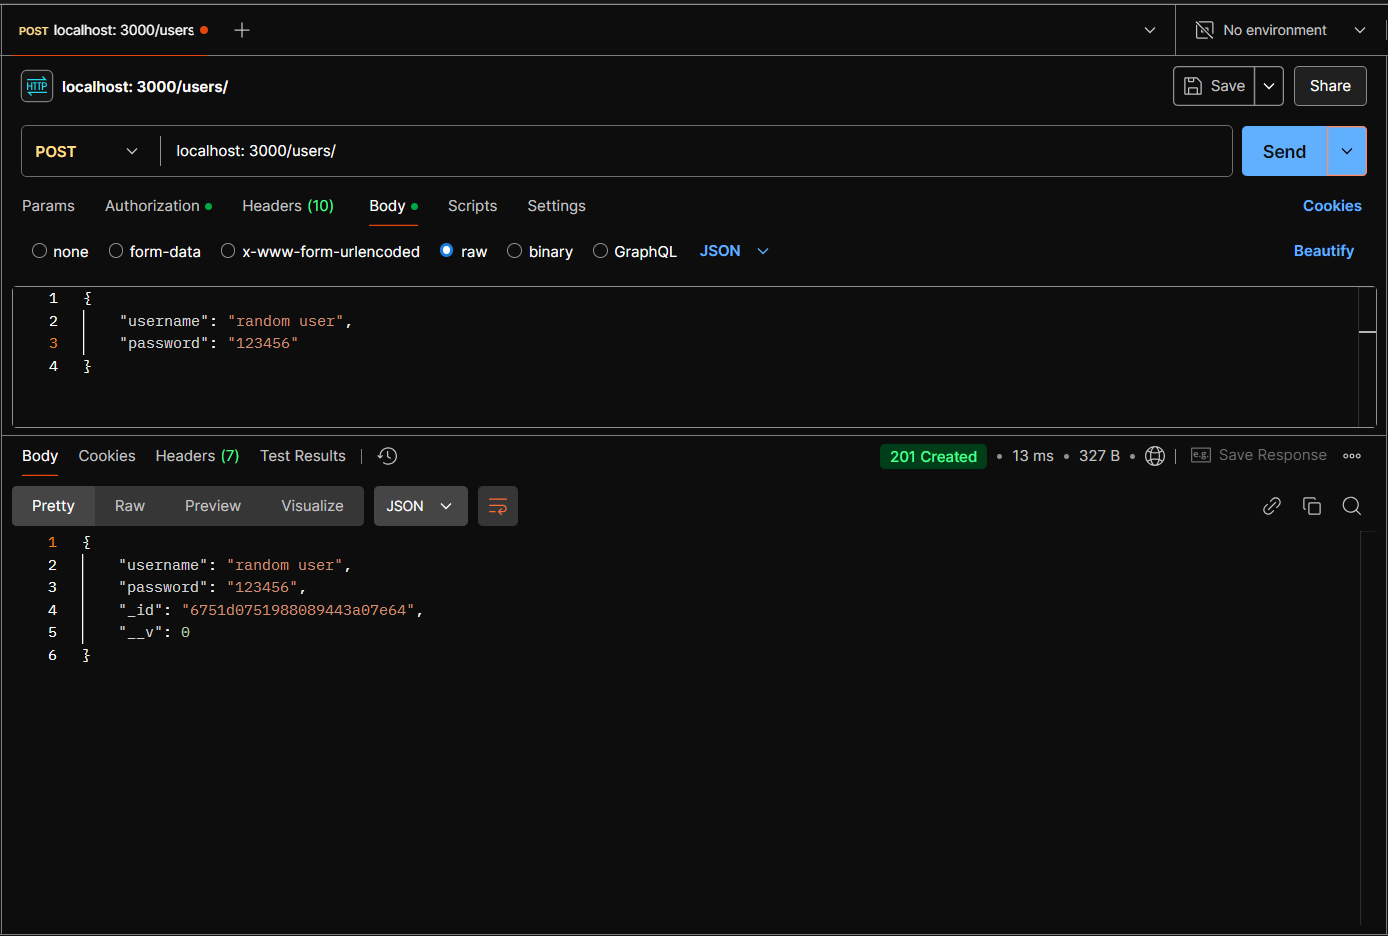 POST localhost: 3000/users
No environment
HTTP localhost: 3000/users/
Save
Share
POST localhost: 3000/users/
Send
Params Authorization Headers (10) Body Scripts Settings Cookies
none form-data x-www-form-urlencoded raw binary GraphQL JSON Beautify
1 {
2 "username": "random user",
3 "password": "123456"
4 }
Body Cookies Headers (7) Test Results 201 Created • 13 ms • 327 B • e.g. Save Response
Pretty Raw Preview Visualize JSON
1 {
2 "username": "random user",
3 "password": "123456",
4 "_id": "6751d0751988089443a07e64",
5 "__v": 0
6 }